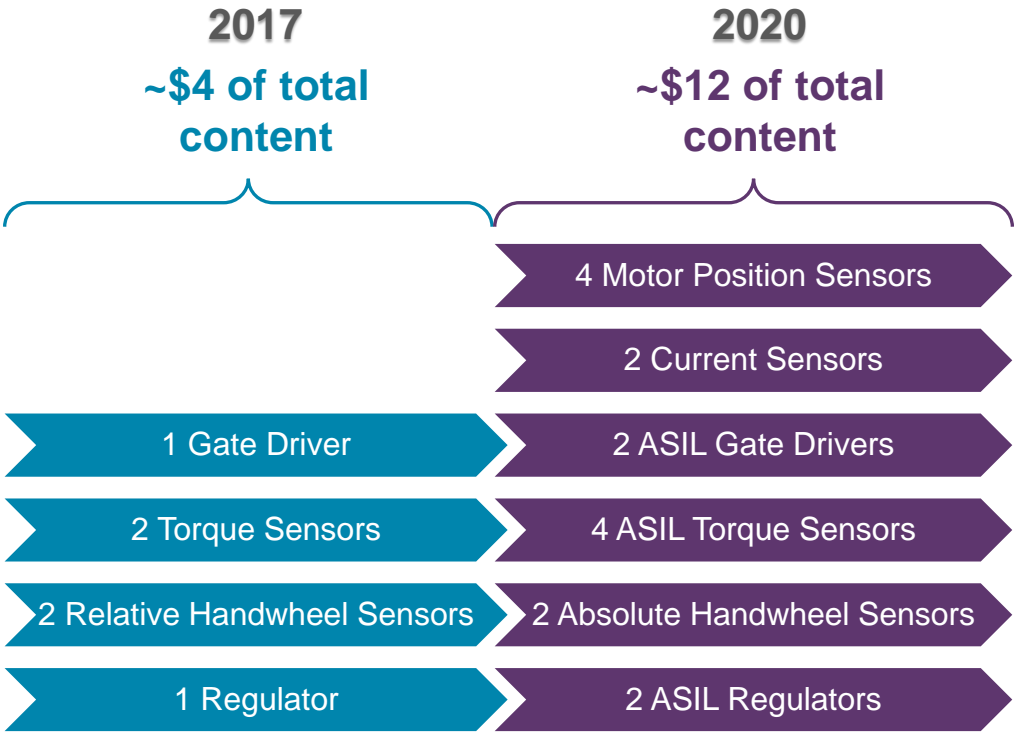 2017
~$4 of total
content
2020
~$12 of total
content
4 Motor Position Sensors
2 Current Sensors
1 Gate Driver
2 ASIL Gate Drivers
2 Torque Sensors
4 ASIL Torque Sensors
2 Relative Handwheel Sensors
2 Absolute Handwheel Sensors
1 Regulator
2 ASIL Regulators